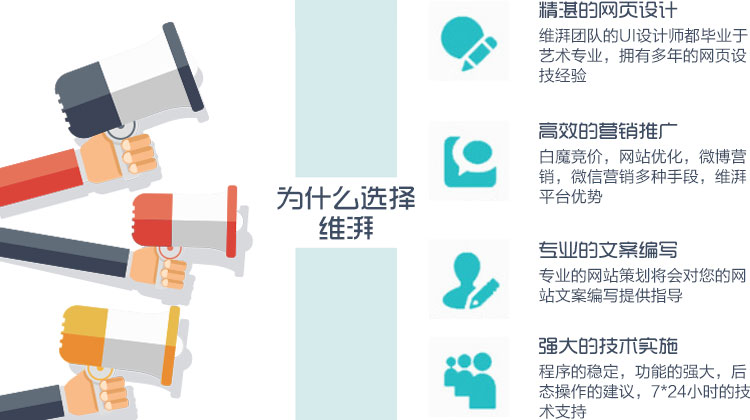 为什么选择
维湃
精湛的网页设计
维湃团队的UI设计师都毕业于
艺术专业，拥有多年的网页设
技经验
高效的营销推广
白魔竞价，网站优化，微博营
销，微信营销多种手段，维湃
平台优势
专业的文案编写
专业的网站策划将会对您的网
站文案编写提供指导
强大的技术实施
程序的稳定，功能的强大，后
态操作的建议，7*24小时的技
术支持